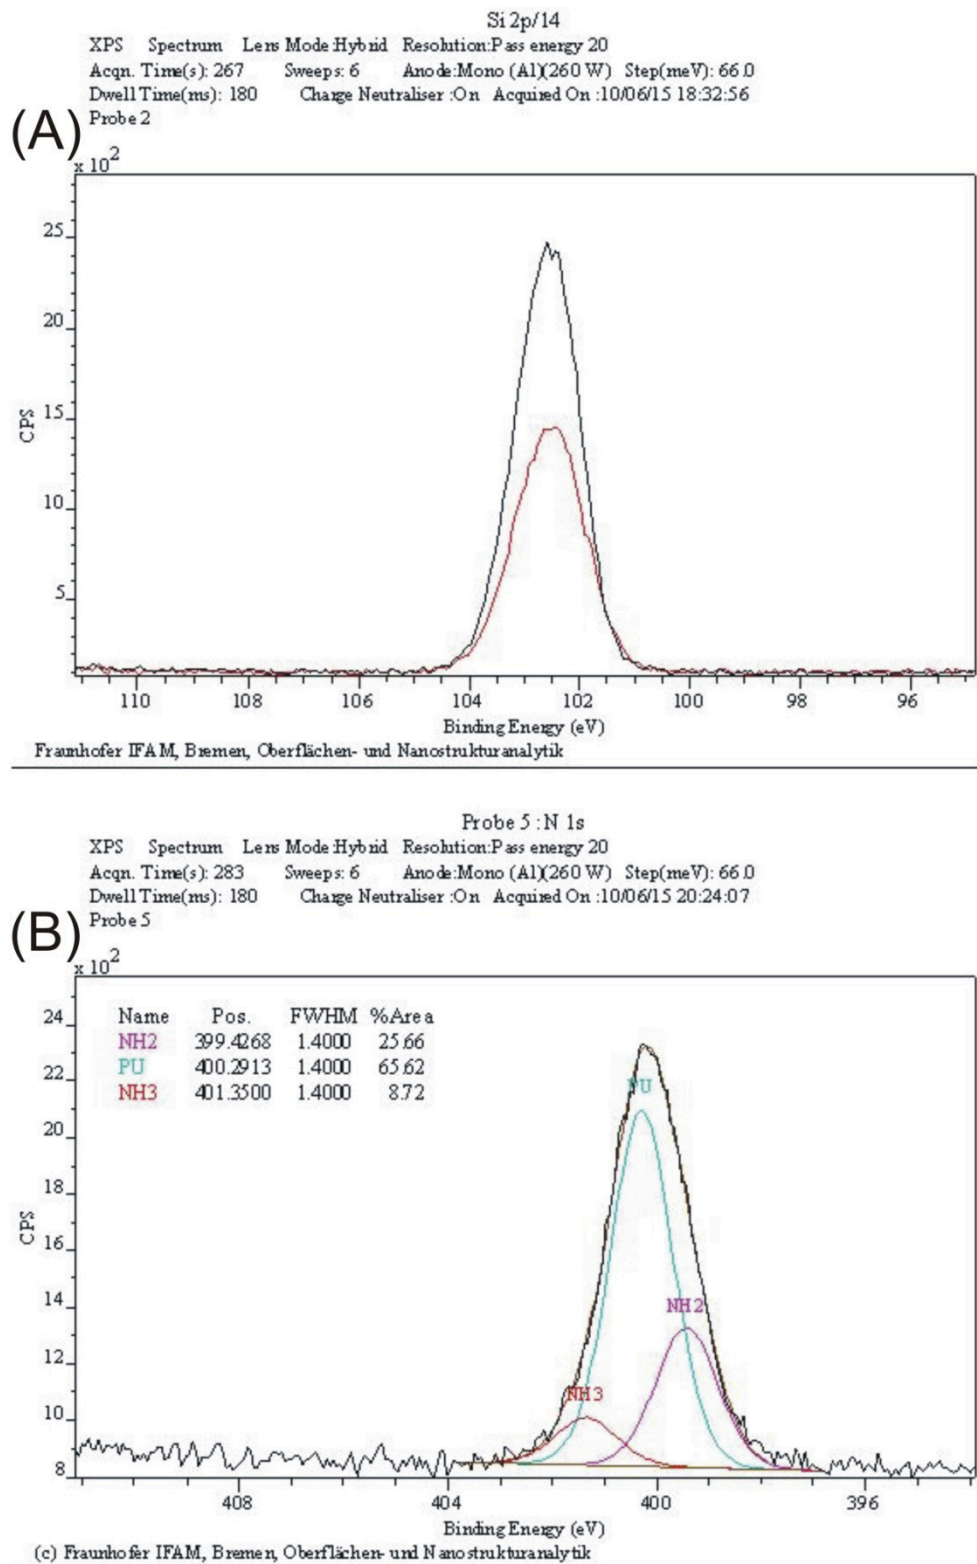 Si 2p/14
XPS Spectrum Lens Mode:Hybrid Resolution:Pass energy 20
Acqn. Time(s): 267 Sweeps: 6 Anode:Mono (Al)(260 W) Step(meV): 66.0
Dwell Time(ms): 180 Charge Neutraliser :On Acquired On :10/06/15 18:32:56
Probe 2
(A)
x 10²
25
20
15
10
5
CPS
110 108 106 104 102 100 98 96
Binding Energy (eV)
Fraunhofer IFAM, Bremen, Oberflächen- und Nanostrukturanalytik
Probe 5 : N 1s
XPS Spectrum Lens Mode:Hybrid Resolution:Pass energy 20
Acqn. Time(s): 283 Sweeps: 6 Anode:Mono (Al)(260 W) Step(meV): 66.0
Dwell Time(ms): 180 Charge Neutraliser :On Acquired On :10/06/15 20:24:07
Probe 5
(B)
x 10²
Name Pos. FWHM %Area
NH2 399.4268 1.4000 25.66
PU 400.2913 1.4000 65.62
NH3 401.3500 1.4000 8.72
24
22
20
18
16
14
12
10
8
CPS
PU
NH2
NH3
408 404 400 396
Binding Energy (eV)
(c) Fraunhofer IFAM, Bremen, Oberflächen- und Nanostrukturanalytik